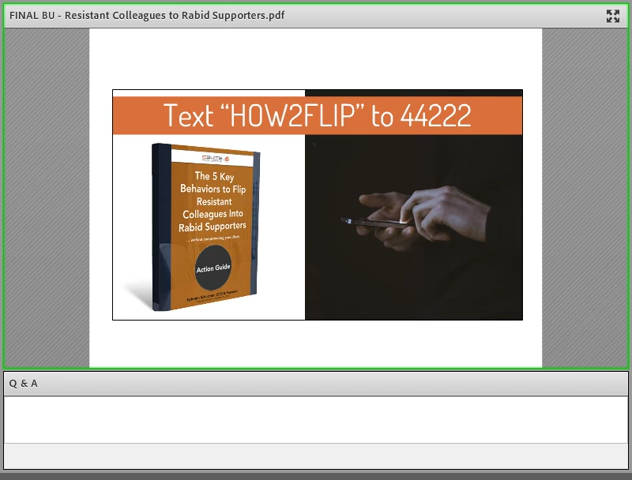 FINAL BU - Resistant Colleagues to Rabid Supporters.pdf
Text “HOW2FLIP” to 44222
The 5 Key
Behaviors to Flip
Resistant
Colleagues Into
Rabid Supporters
Action Guide
Q & A